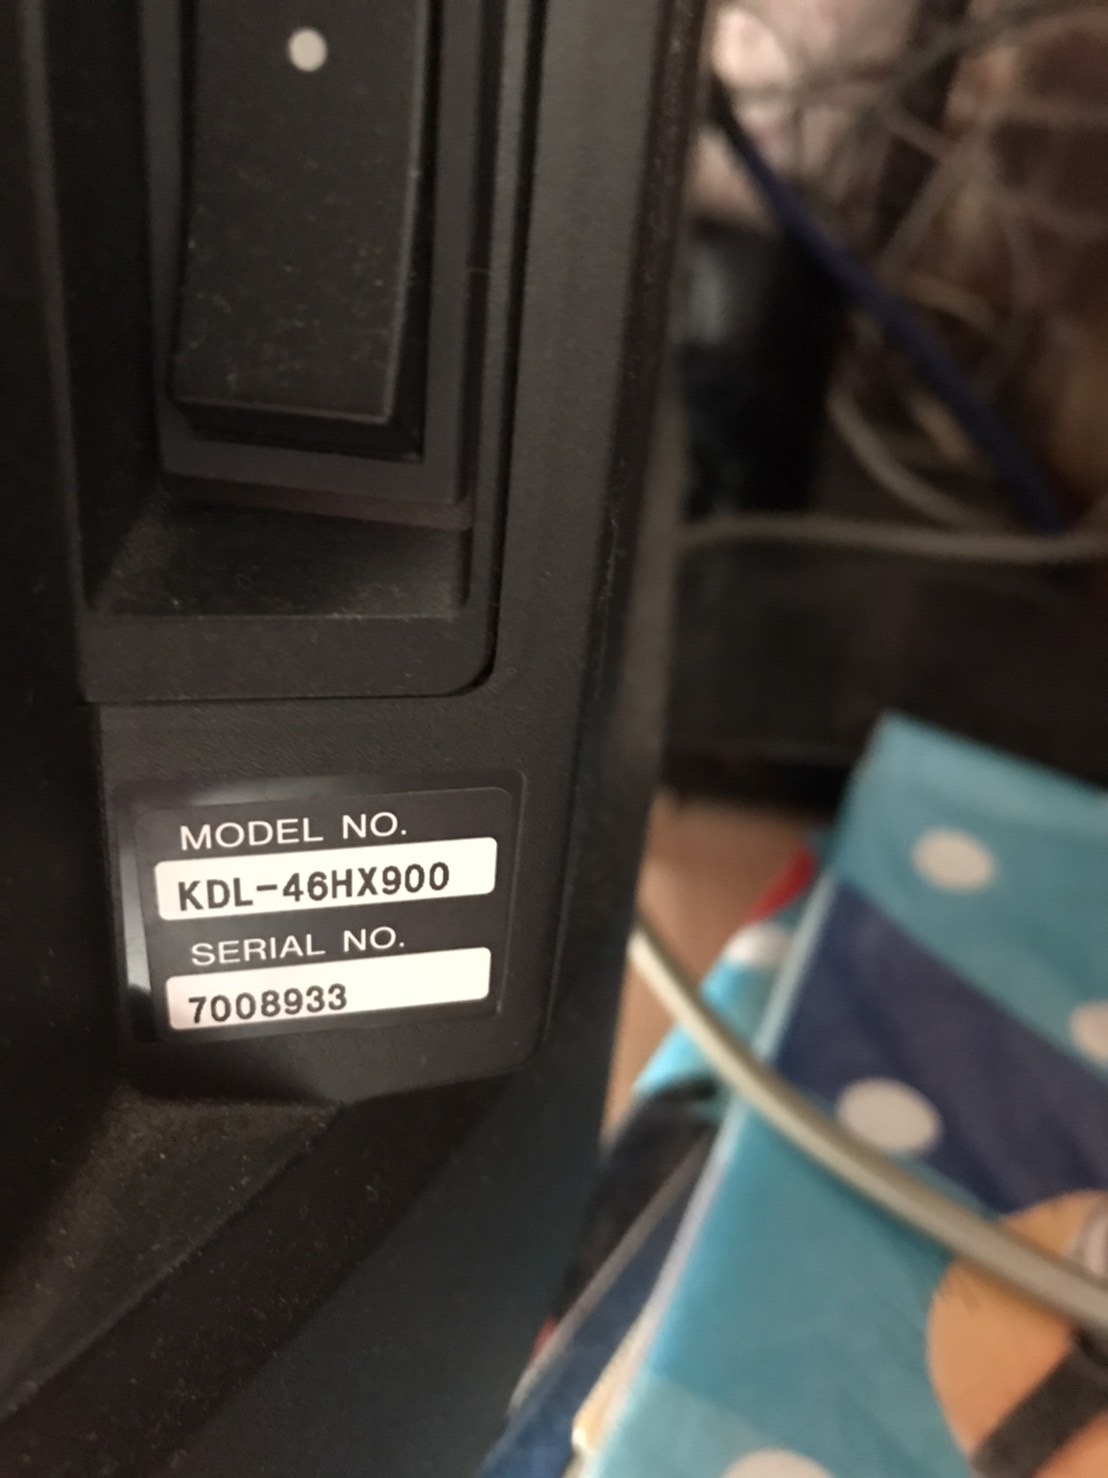 MODEL NO.
KDL-46HX900
SERIAL NO.
7008933